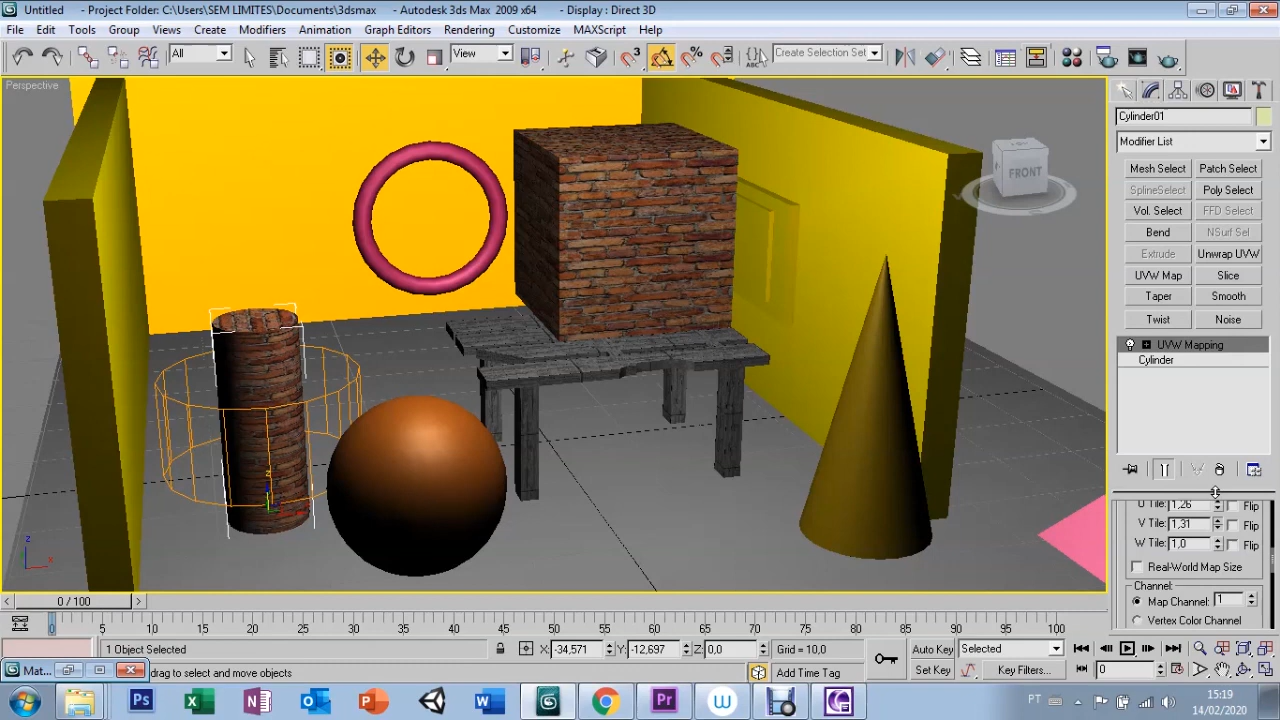 Untitled - Project Folder: C:\Users\SEM LIMITES\Documents\3dsmax - Autodesk 3ds Max 2009 x64 - Display : Direct 3D
File Edit Tools Group Views Create Modifiers Animation Graph Editors Rendering Customize MAXScript Help
All View 3 Create Selection Set
Perspective
FRONT
Cylinder01
Modifier List
Mesh Select Patch Select
SplineSelect Poly Select
Vol. Select FFD Select
Bend NSurf Sel
Extrude Unwrap UVW
UVW Map Slice
Taper Smooth
Twist Noise
UVW Mapping
Cylinder
U Tile: 1,26 Flip
V Tile: 1,31 Flip
W Tile: 1,0 Flip
Real-World Map Size
Channel:
Map Channel: 1
Vertex Color Channel
z
x
0 / 100
0 5 10 15 20 25 30 35 40 45 50 55 60 65 70 75 80 85 90 95 100
1 Object Selected X: -34,571 Y: -12,697 Z: 0,0 Grid = 10,0 Auto Key Selected
Mat... drag to select and move objects Add Time Tag Set Key Key Filters... 0
Ps Pr PT 15:19
14/02/2020